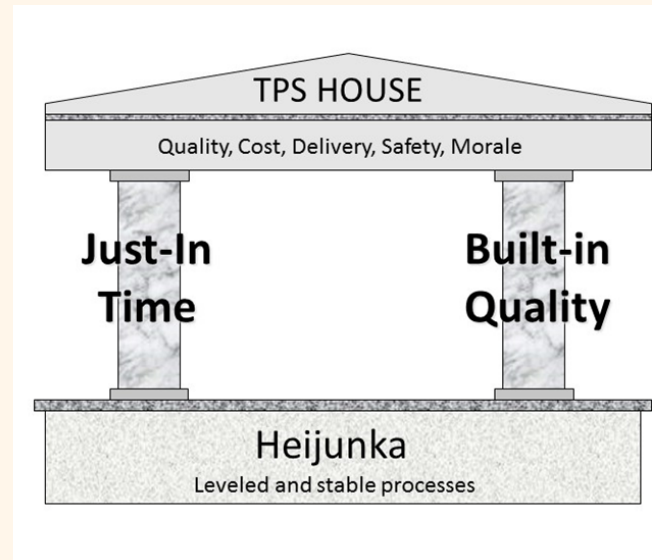 TPS HOUSE
Quality, Cost, Delivery, Safety, Morale
Just-In
Time
Built-in
Quality
Heijunka
Leveled and stable processes